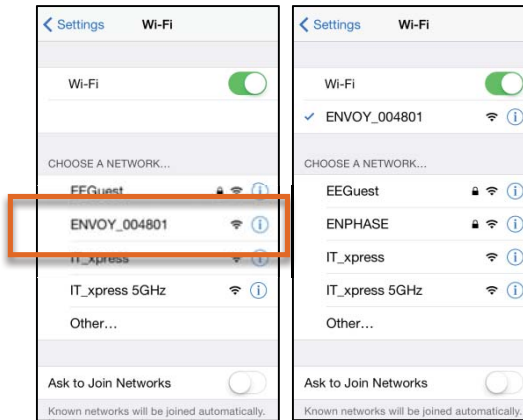 Settings Wi-Fi
Wi-Fi
CHOOSE A NETWORK...
EEGuest
ENVOY_004801
IT_xpress
IT_xpress 5GHz
Other...
Ask to Join Networks
Known networks will be joined automatically.
Settings Wi-Fi
Wi-Fi
ENVOY_004801
CHOOSE A NETWORK...
EEGuest
ENPHASE
IT_xpress
IT_xpress 5GHz
Other...
Ask to Join Networks
Known networks will be joined automatically.